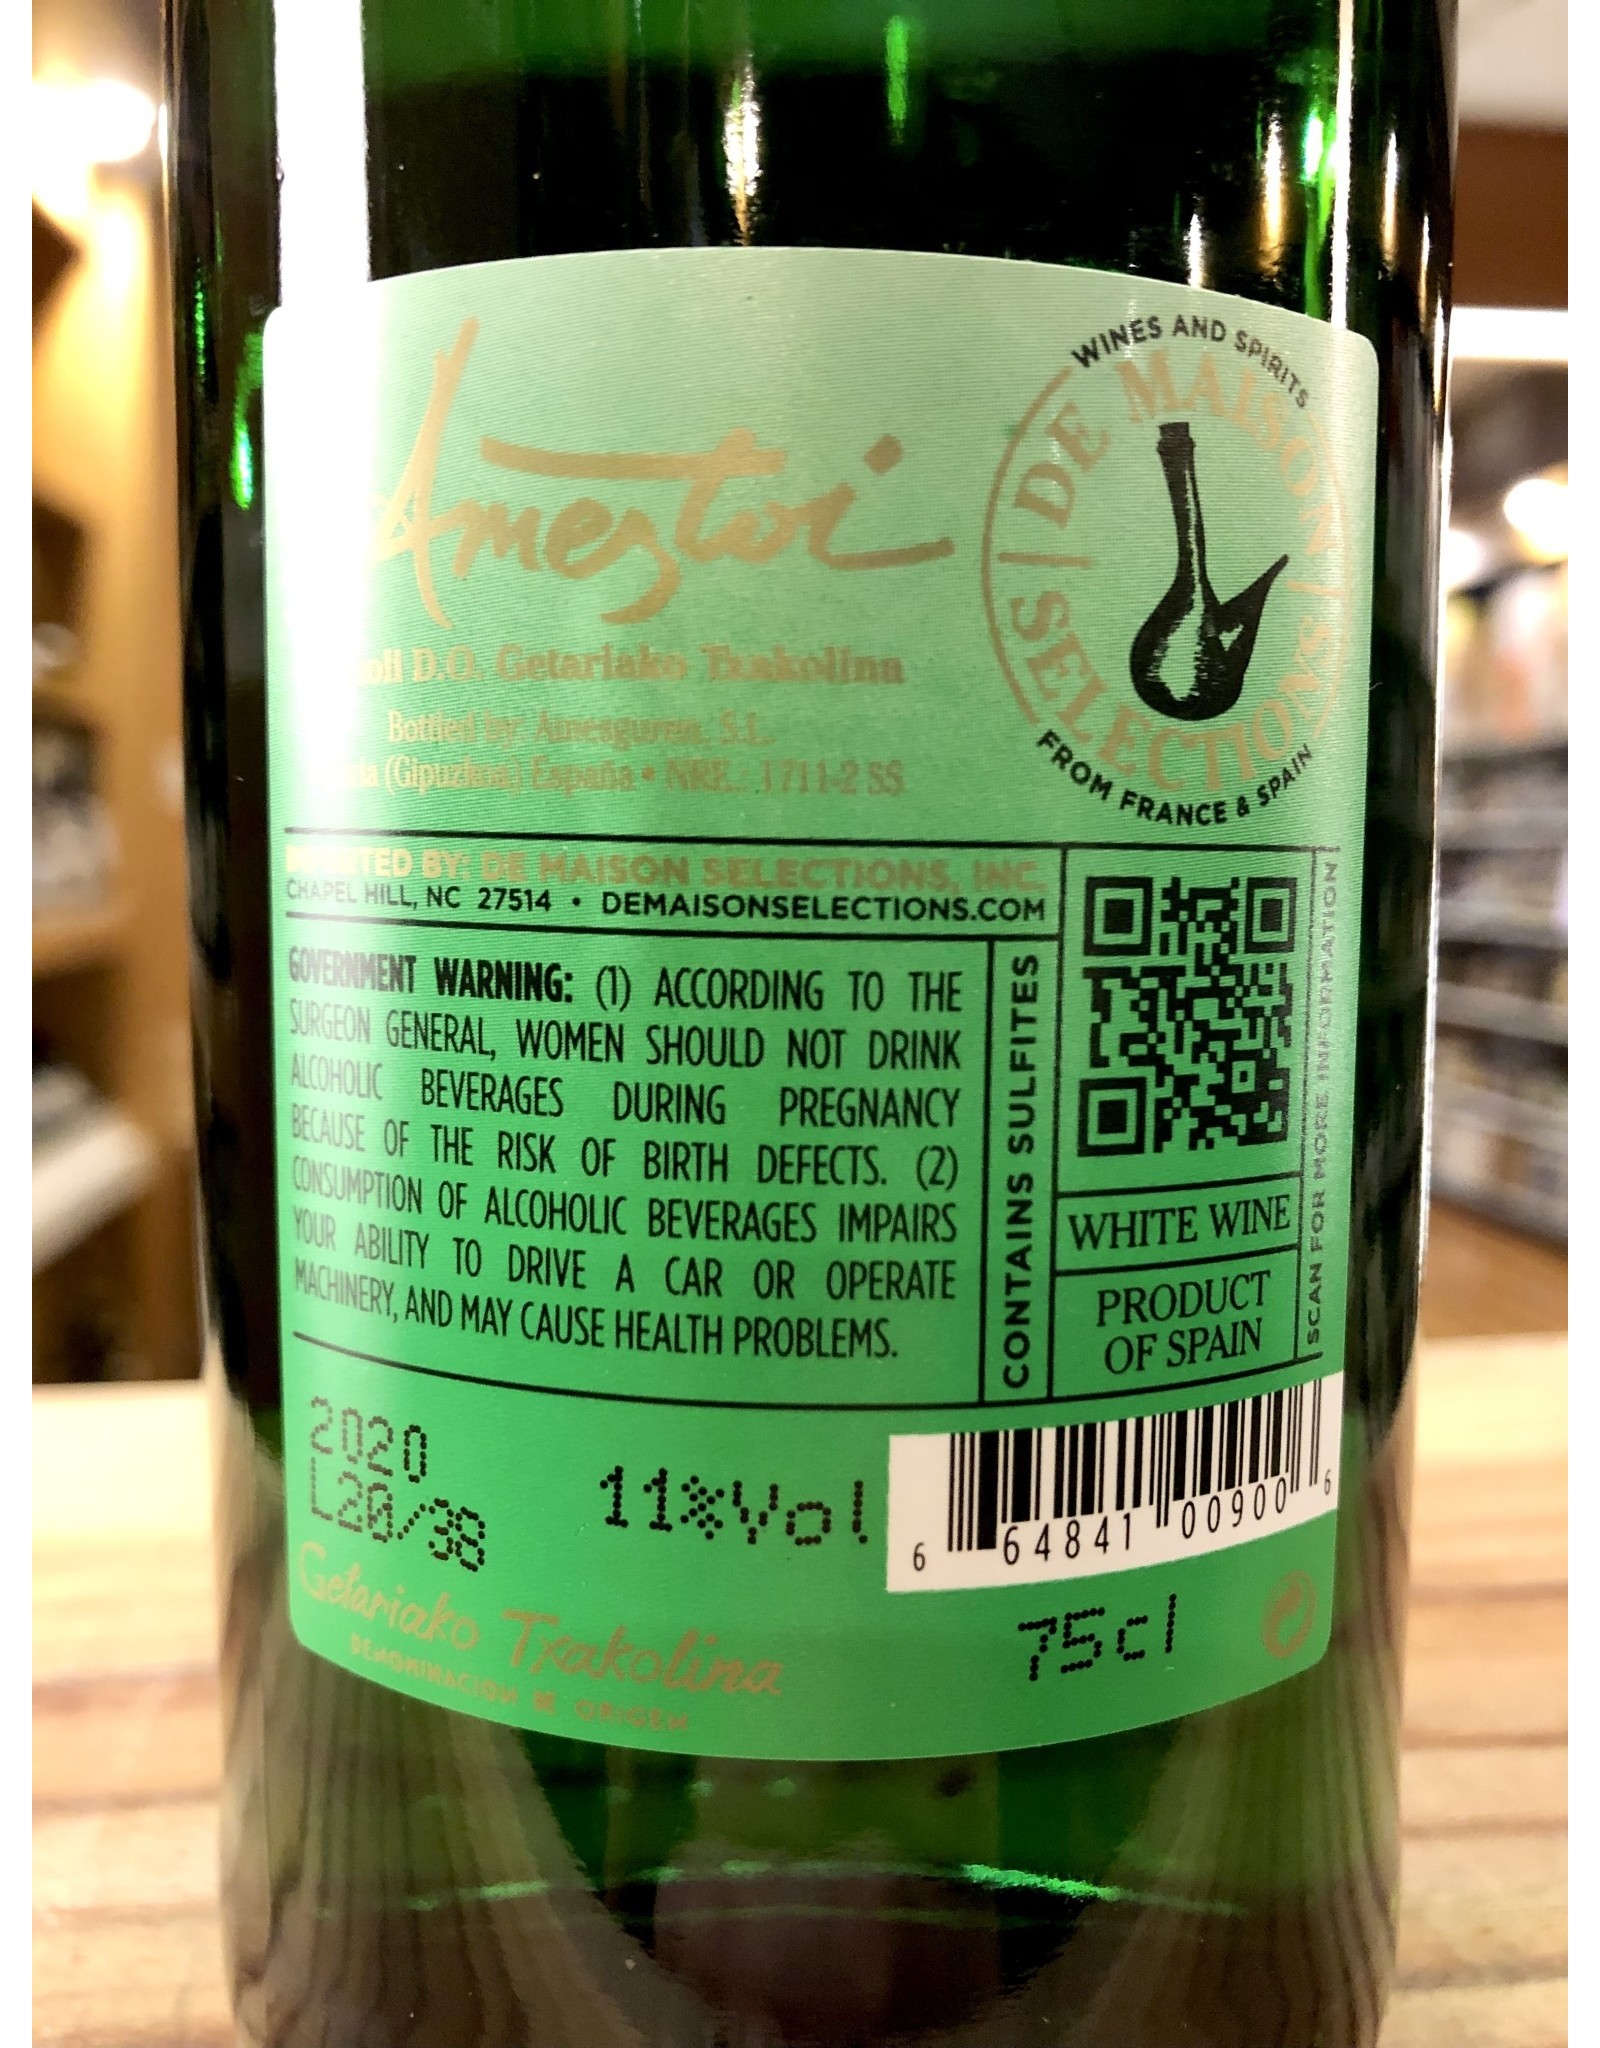 WINES AND SPIRITS
DE MAISON
SELECTIONS
FROM FRANCE & SPAIN
Ameztoi
D.O. Getariako Txakolina
Bottled by: Amesguren, S.L.
(Gipuzkoa) España • NRE.: 1711-2 SS
IMPORTED BY: DE MAISON SELECTIONS, INC.
CHAPEL HILL, NC 27514 • DEMAISONSELECTIONS.COM
GOVERNMENT WARNING: (1) ACCORDING TO THE
SURGEON GENERAL, WOMEN SHOULD NOT DRINK
ALCOHOLIC BEVERAGES DURING PREGNANCY
BECAUSE OF THE RISK OF BIRTH DEFECTS. (2)
CONSUMPTION OF ALCOHOLIC BEVERAGES IMPAIRS
YOUR ABILITY TO DRIVE A CAR OR OPERATE
MACHINERY, AND MAY CAUSE HEALTH PROBLEMS.
CONTAINS SULFITES
WHITE WINE
PRODUCT
OF SPAIN
SCAN FOR MORE INFORMATION
2020
L20/38
11%Vol
6 64841 00900 6
75cl
Getariako Txakolina
DENOMINACION DE ORIGEN